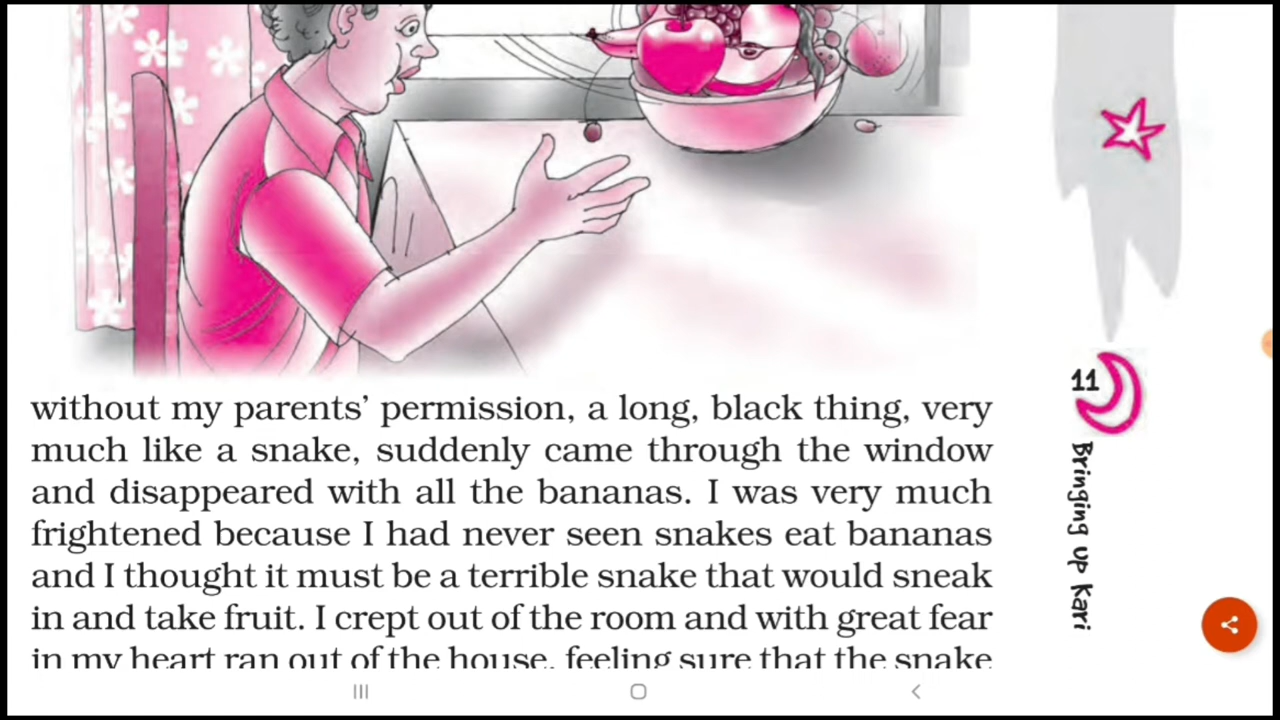 without my parents' permission, a long, black thing, very
much like a snake, suddenly came through the window
and disappeared with all the bananas. I was very much
frightened because I had never seen snakes eat bananas
and I thought it must be a terrible snake that would sneak
in and take fruit. I crept out of the room and with great fear
in my heart ran out of the house, feeling sure that the snake
11
Bringing up Kari